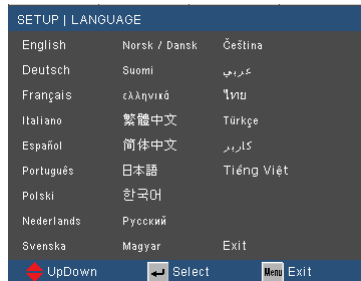 SETUP | LANGUAGE
English Norsk / Dansk Čeština
Deutsch Suomi عربي
Français ελληνικά ไทย
Italiano 繁體中文 Türkçe
Español 简体中文 کاربر
Português 日本語 Tiếng Việt
Polski 한국어
Nederlands Русский
Svenska Magyar Exit
UpDown Select Menu Exit